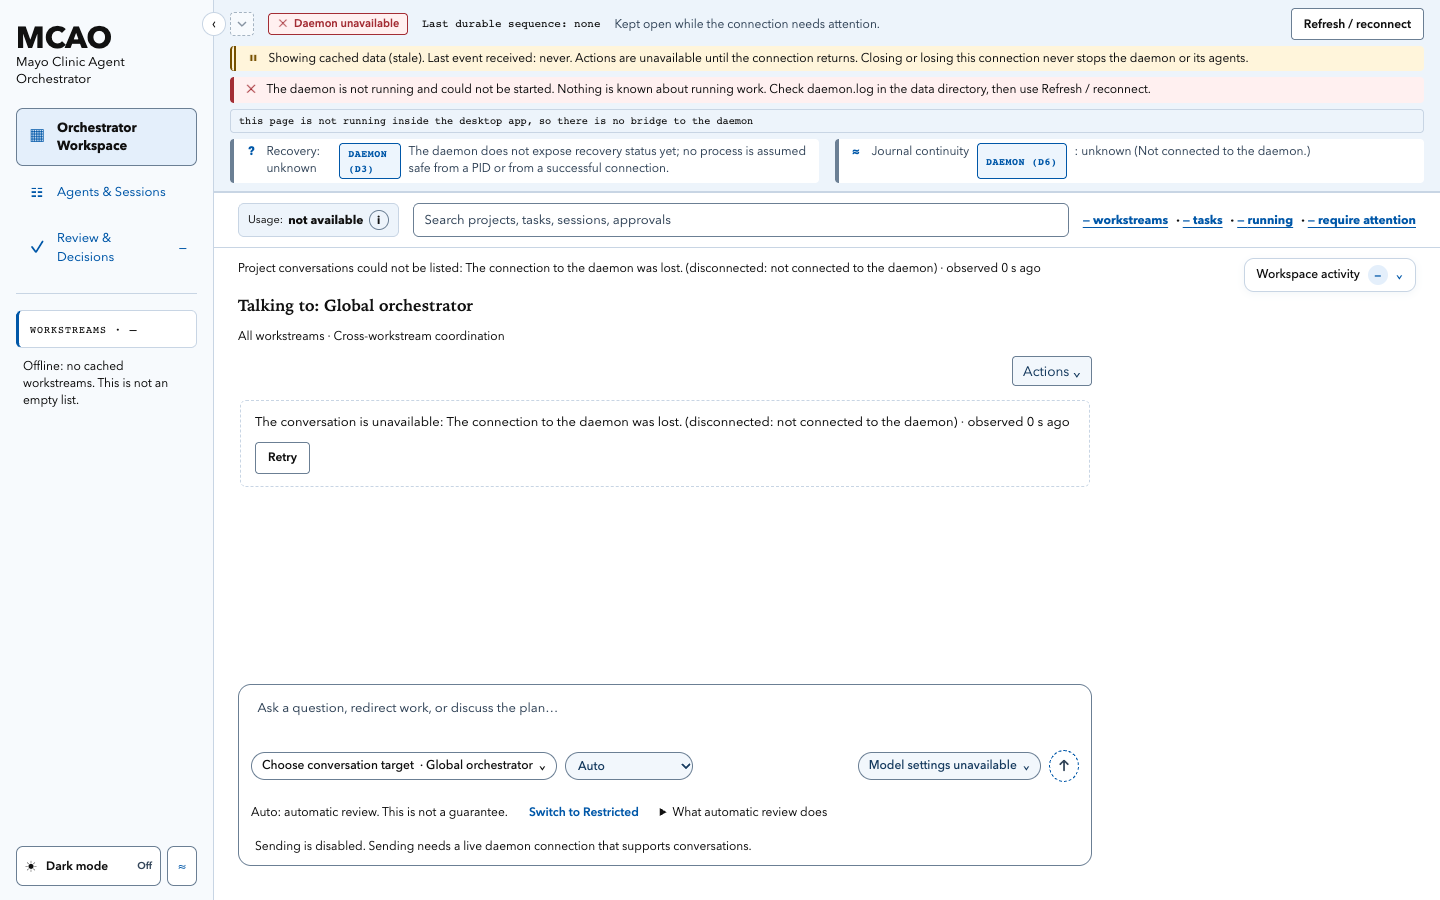 MCAO
Mayo Clinic Agent
Orchestrator
Orchestrator
Workspace
Agents & Sessions
Review &
Decisions
–
WORKSTREAMS · —
Offline: no cached
workstreams. This is not an
empty list.
Dark mode Off
≈
Daemon unavailable
Last durable sequence: none
Kept open while the connection needs attention.
Refresh / reconnect
Showing cached data (stale). Last event received: never. Actions are unavailable until the connection returns. Closing or losing this connection never stops the daemon or its agents.
The daemon is not running and could not be started. Nothing is known about running work. Check daemon.log in the data directory, then use Refresh / reconnect.
this page is not running inside the desktop app, so there is no bridge to the daemon
? Recovery:
unknown
DAEMON
(D3)
The daemon does not expose recovery status yet; no process is assumed
safe from a PID or from a successful connection.
≈ Journal continuity DAEMON (D6) : unknown (Not connected to the daemon.)
Usage: not available i
Search projects, tasks, sessions, approvals
– workstreams · – tasks · – running · – require attention
Project conversations could not be listed: The connection to the daemon was lost. (disconnected: not connected to the daemon) · observed 0 s ago
Workspace activity –
Talking to: Global orchestrator
All workstreams · Cross-workstream coordination
Actions
The conversation is unavailable: The connection to the daemon was lost. (disconnected: not connected to the daemon) · observed 0 s ago
Retry
Ask a question, redirect work, or discuss the plan…
Choose conversation target · Global orchestrator
Auto
Model settings unavailable
Auto: automatic review. This is not a guarantee.
Switch to Restricted
What automatic review does
Sending is disabled. Sending needs a live daemon connection that supports conversations.